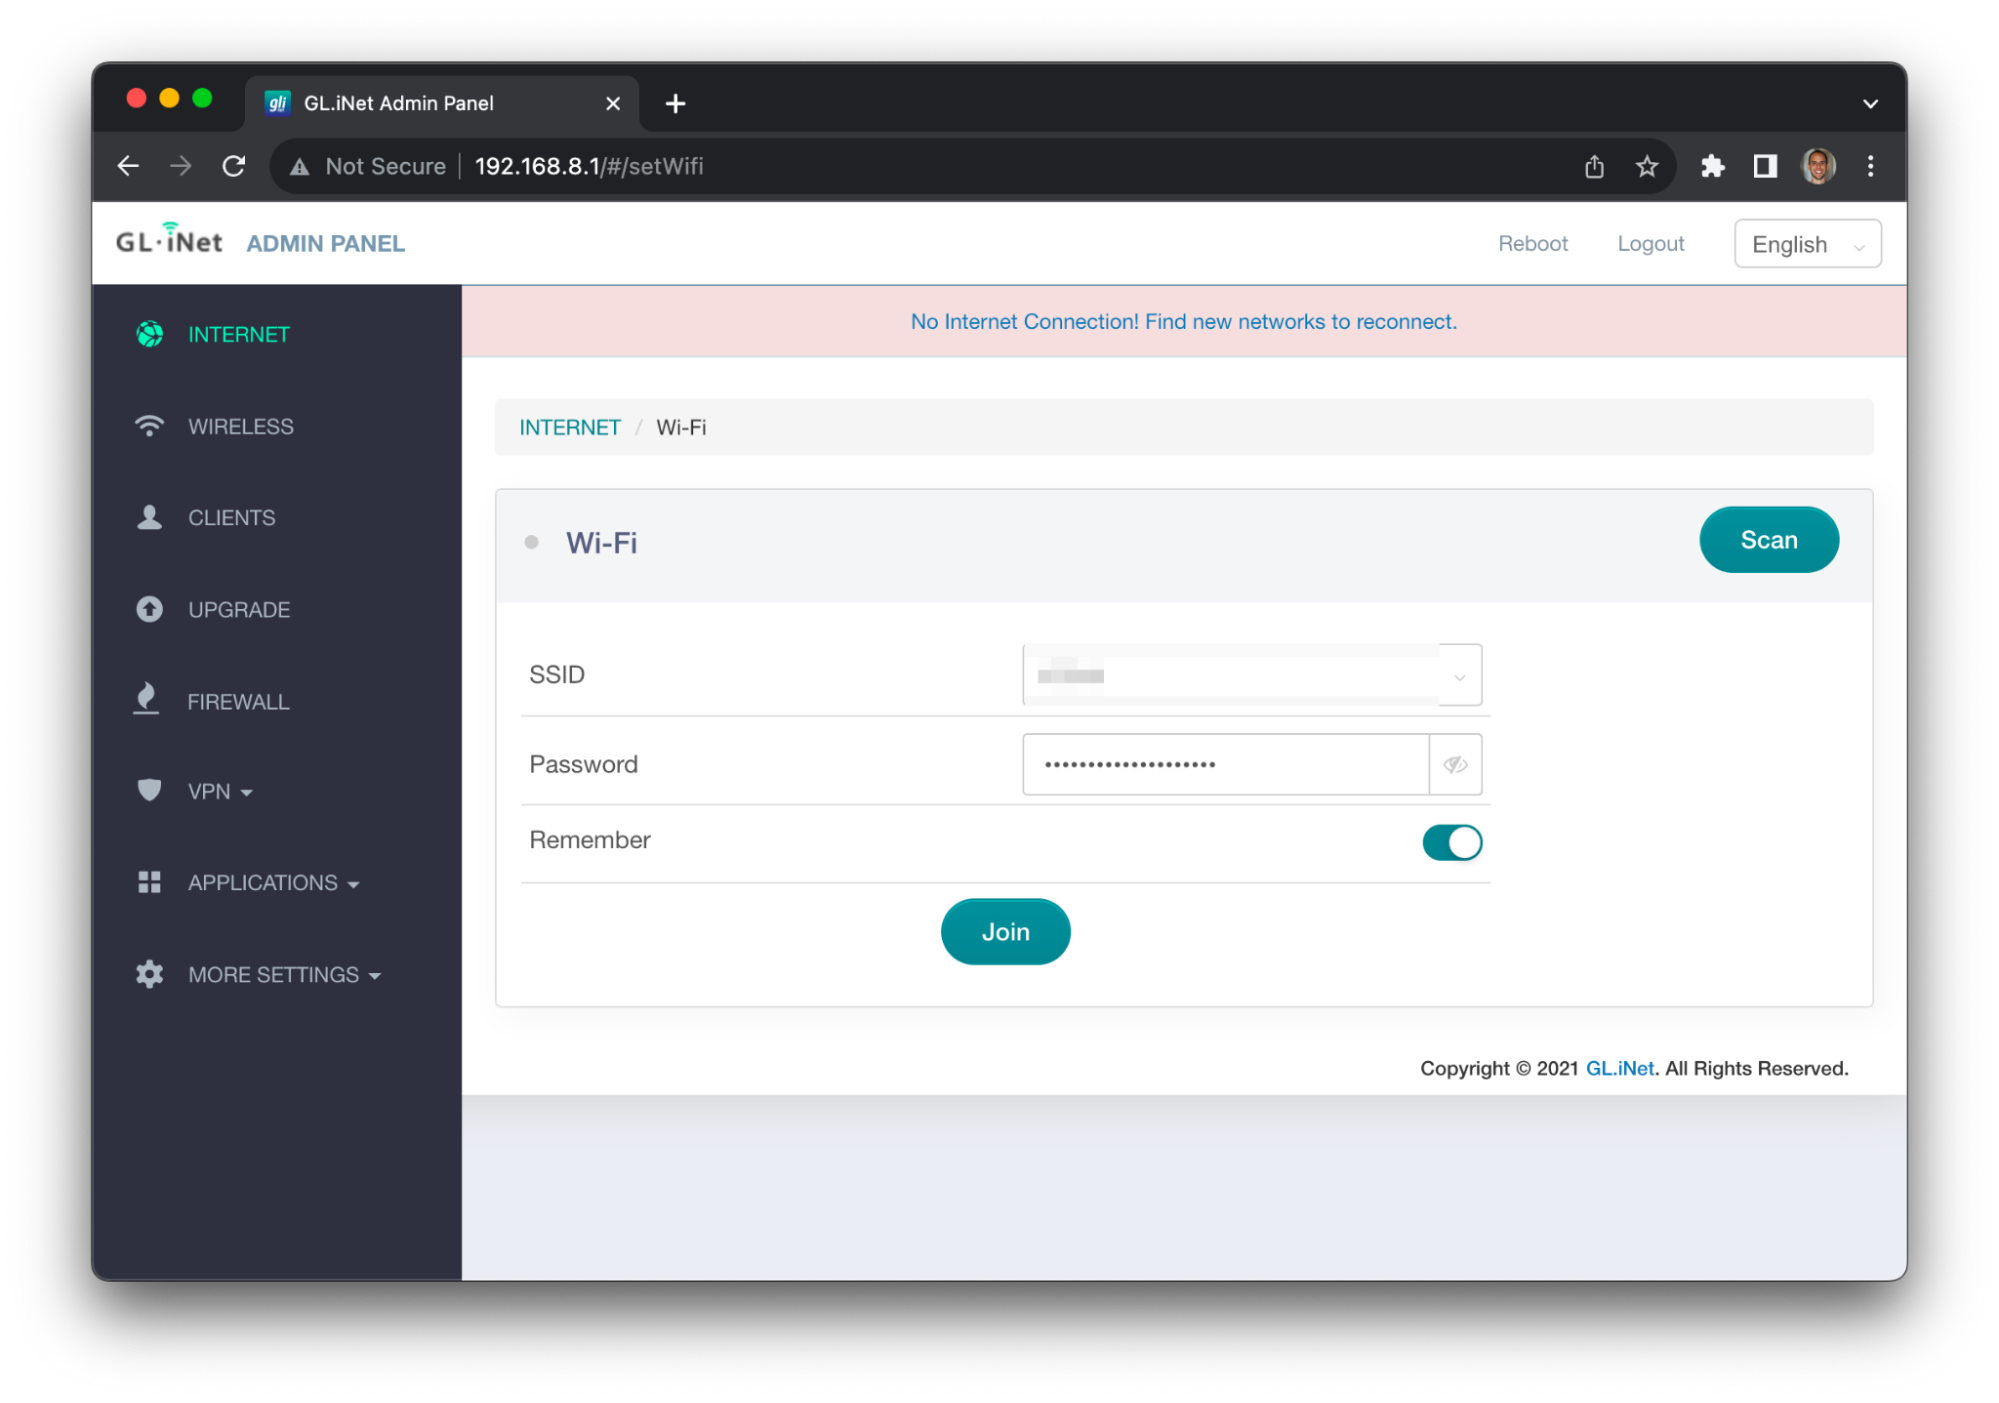 gli GL.iNet Admin Panel
Not Secure 192.168.8.1/#/setWifi
GL·iNet ADMIN PANEL Reboot Logout English
INTERNET
WIRELESS
CLIENTS
UPGRADE
FIREWALL
VPN
APPLICATIONS
MORE SETTINGS
No Internet Connection! Find new networks to reconnect.
INTERNET / Wi-Fi
Wi-Fi Scan
SSID
Password ••••••••••••••••••••
Remember
Join
Copyright © 2021 GL.iNet. All Rights Reserved.